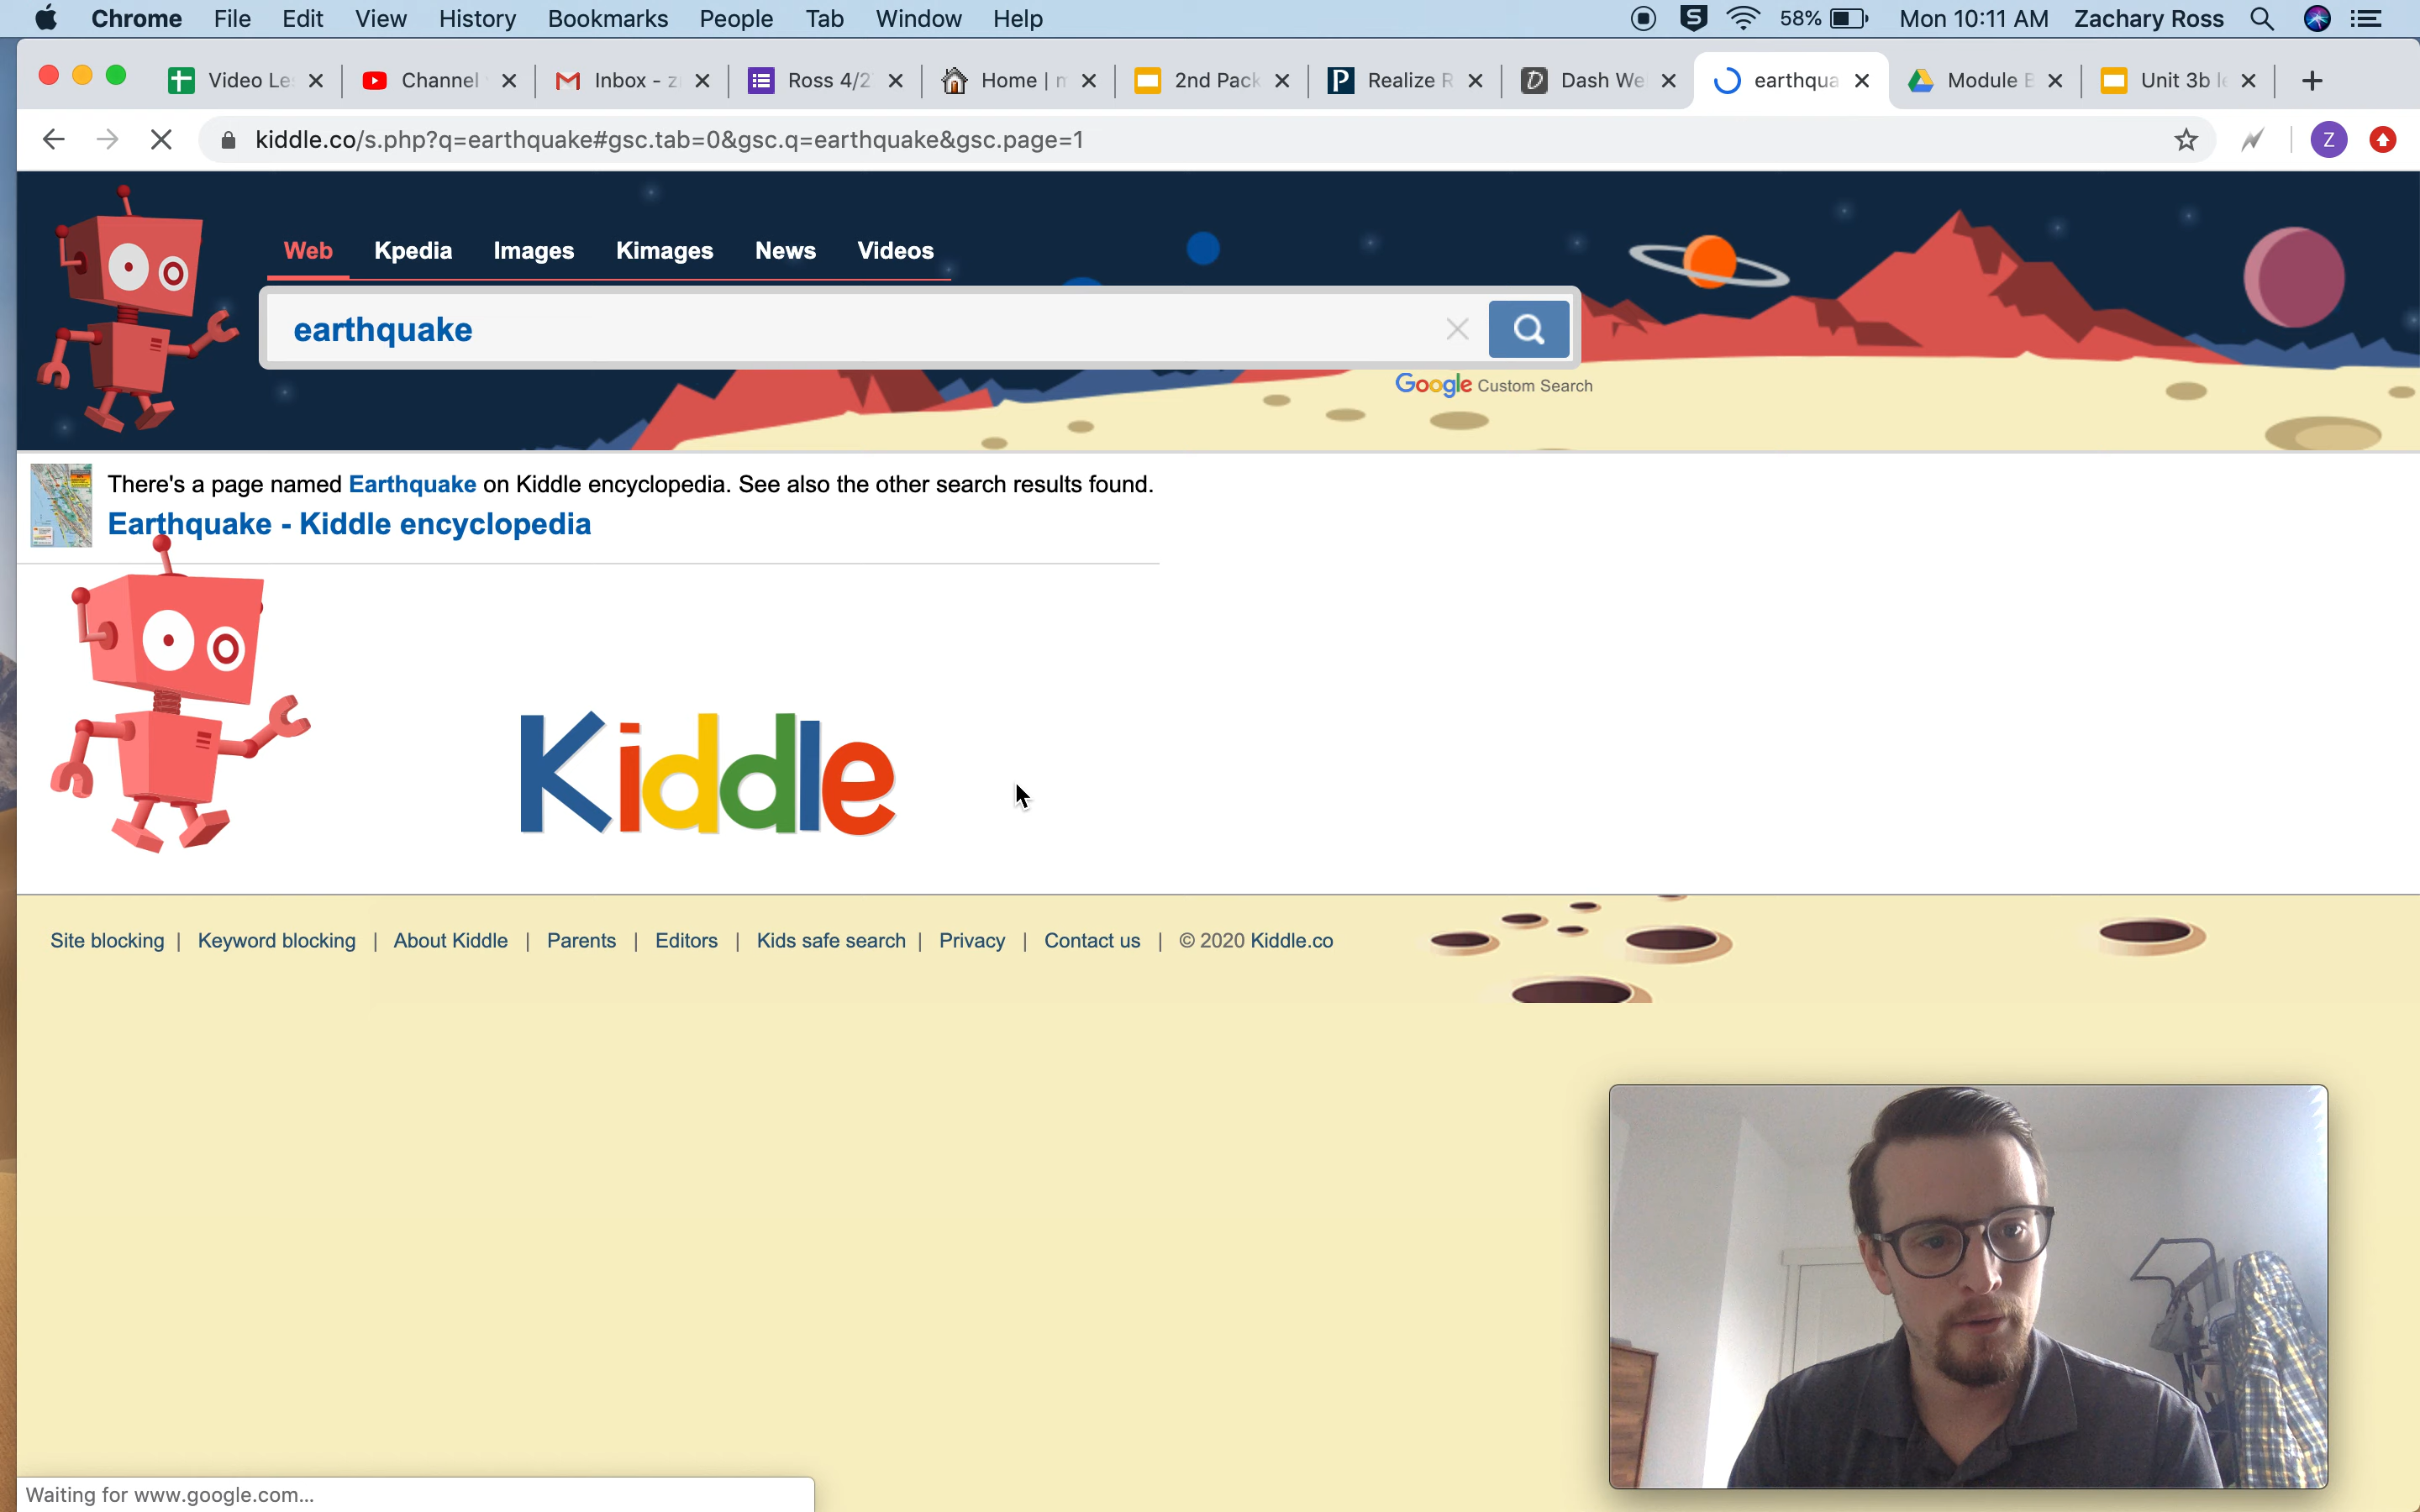 Chrome File Edit View History Bookmarks People Tab Window Help 58% Mon 10:11 AM Zachary Ross
Video Le Channel Inbox - z Ross 4/2 Home | m 2nd Pack Realize R Dash We earthqua Module Unit 3b le
kiddle.co/s.php?q=earthquake#gsc.tab=0&gsc.q=earthquake&gsc.page=1 Z
Web Kpedia Images Kimages News Videos
earthquake
Google Custom Search
There's a page named Earthquake on Kiddle encyclopedia. See also the other search results found.
Earthquake - Kiddle encyclopedia
Kiddle
Site blocking | Keyword blocking | About Kiddle | Parents | Editors | Kids safe search | Privacy | Contact us | © 2020 Kiddle.co
Waiting for www.google.com...